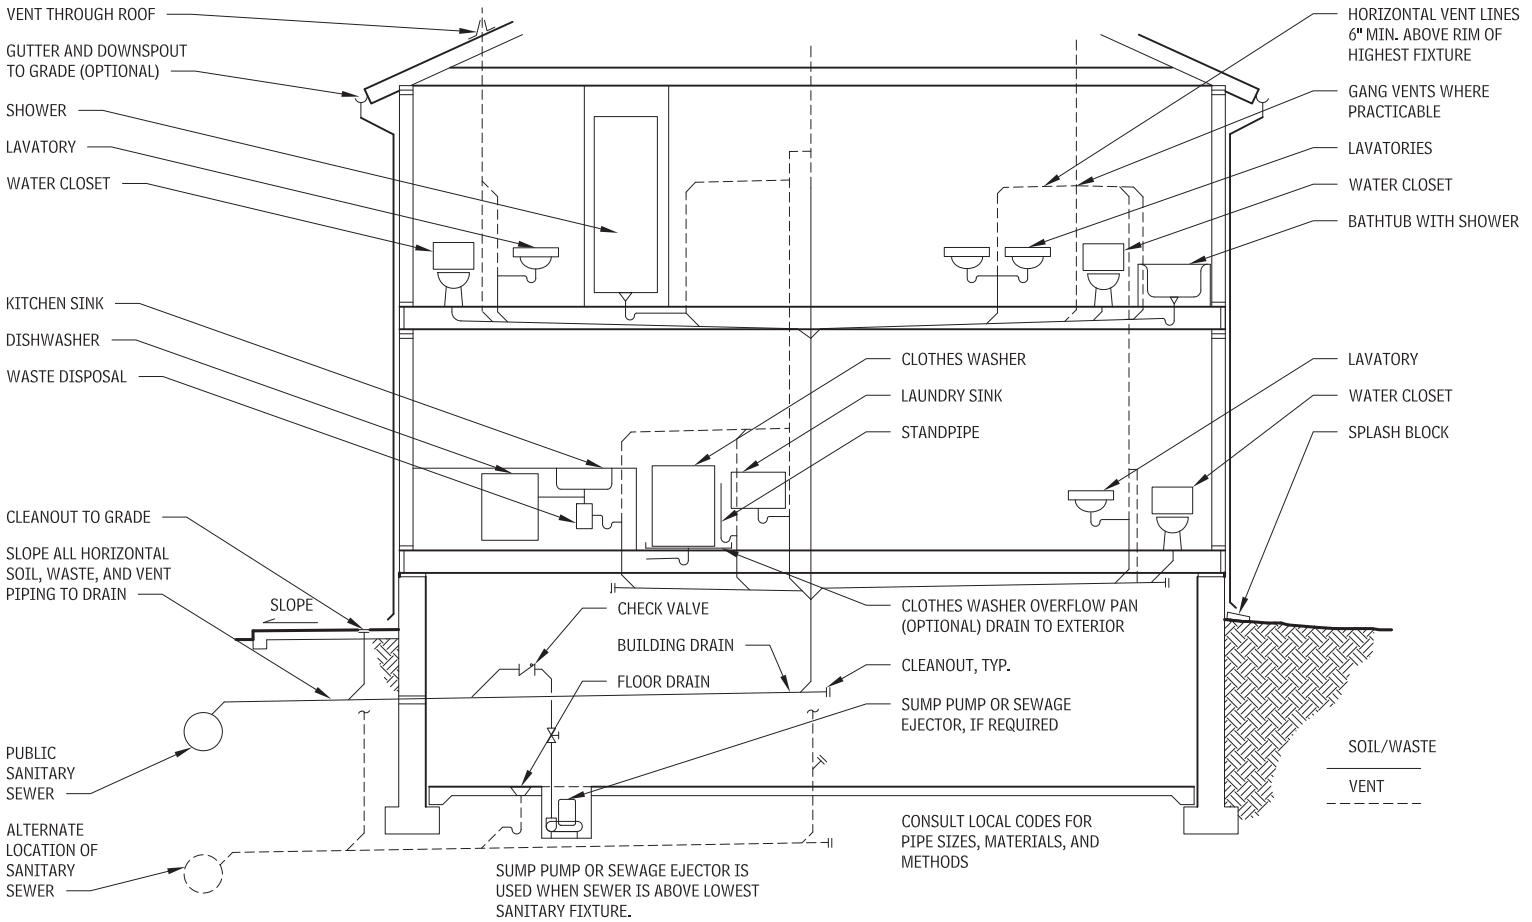 VENT THROUGH ROOF
GUTTER AND DOWNSPOUT
TO GRADE (OPTIONAL)
SHOWER
LAVATORY
WATER CLOSET
KITCHEN SINK
DISHWASHER
WASTE DISPOSAL
CLEANOUT TO GRADE
SLOPE ALL HORIZONTAL
SOIL, WASTE, AND VENT
PIPING TO DRAIN
SLOPE
PUBLIC
SANITARY
SEWER
ALTERNATE
LOCATION OF
SANITARY
SEWER
CLOTHES WASHER
LAUNDRY SINK
STANDPIPE
CHECK VALVE
BUILDING DRAIN
FLOOR DRAIN
CLOTHES WASHER OVERFLOW PAN
(OPTIONAL) DRAIN TO EXTERIOR
CLEANOUT, TYP.
SUMP PUMP OR SEWAGE
EJECTOR, IF REQUIRED
CONSULT LOCAL CODES FOR
PIPE SIZES, MATERIALS, AND
METHODS
SUMP PUMP OR SEWAGE EJECTOR IS
USED WHEN SEWER IS ABOVE LOWEST
SANITARY FIXTURE.
HORIZONTAL VENT LINES
6" MIN. ABOVE RIM OF
HIGHEST FIXTURE
GANG VENTS WHERE
PRACTICABLE
LAVATORIES
WATER CLOSET
BATHTUB WITH SHOWER
LAVATORY
WATER CLOSET
SPLASH BLOCK
SOIL/WASTE
VENT